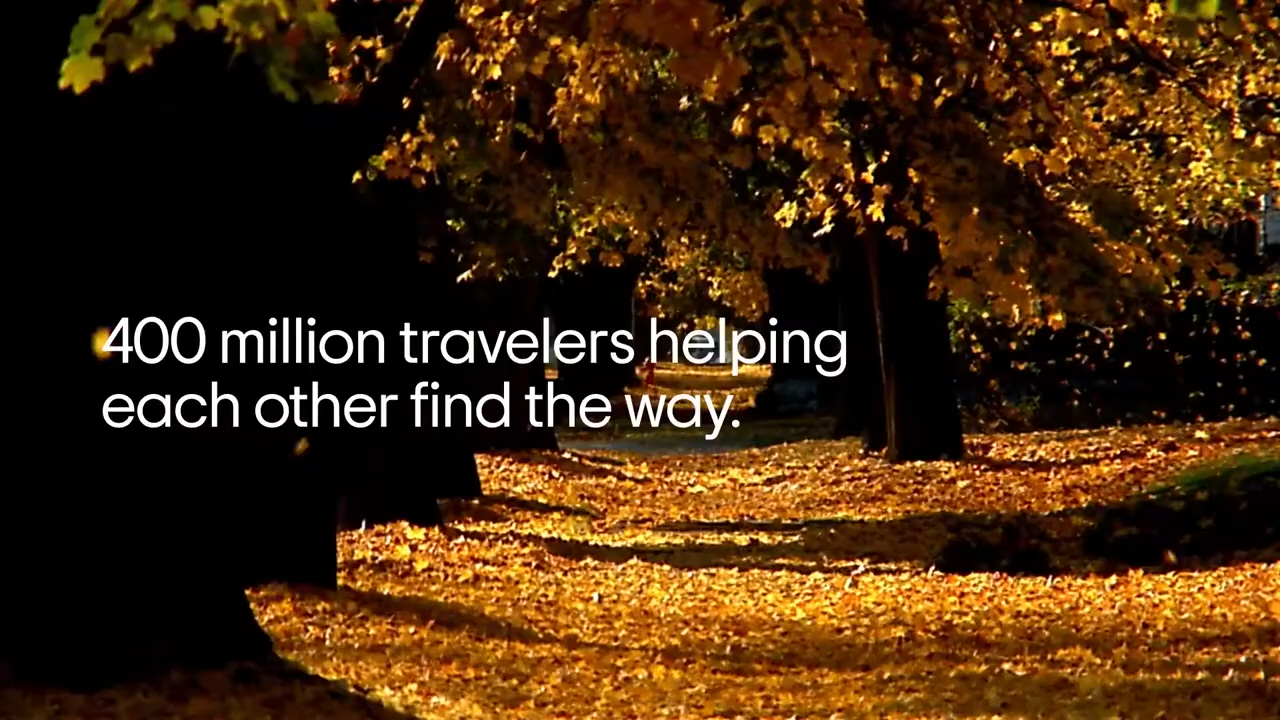 400 million travelers helping
each other find the way.